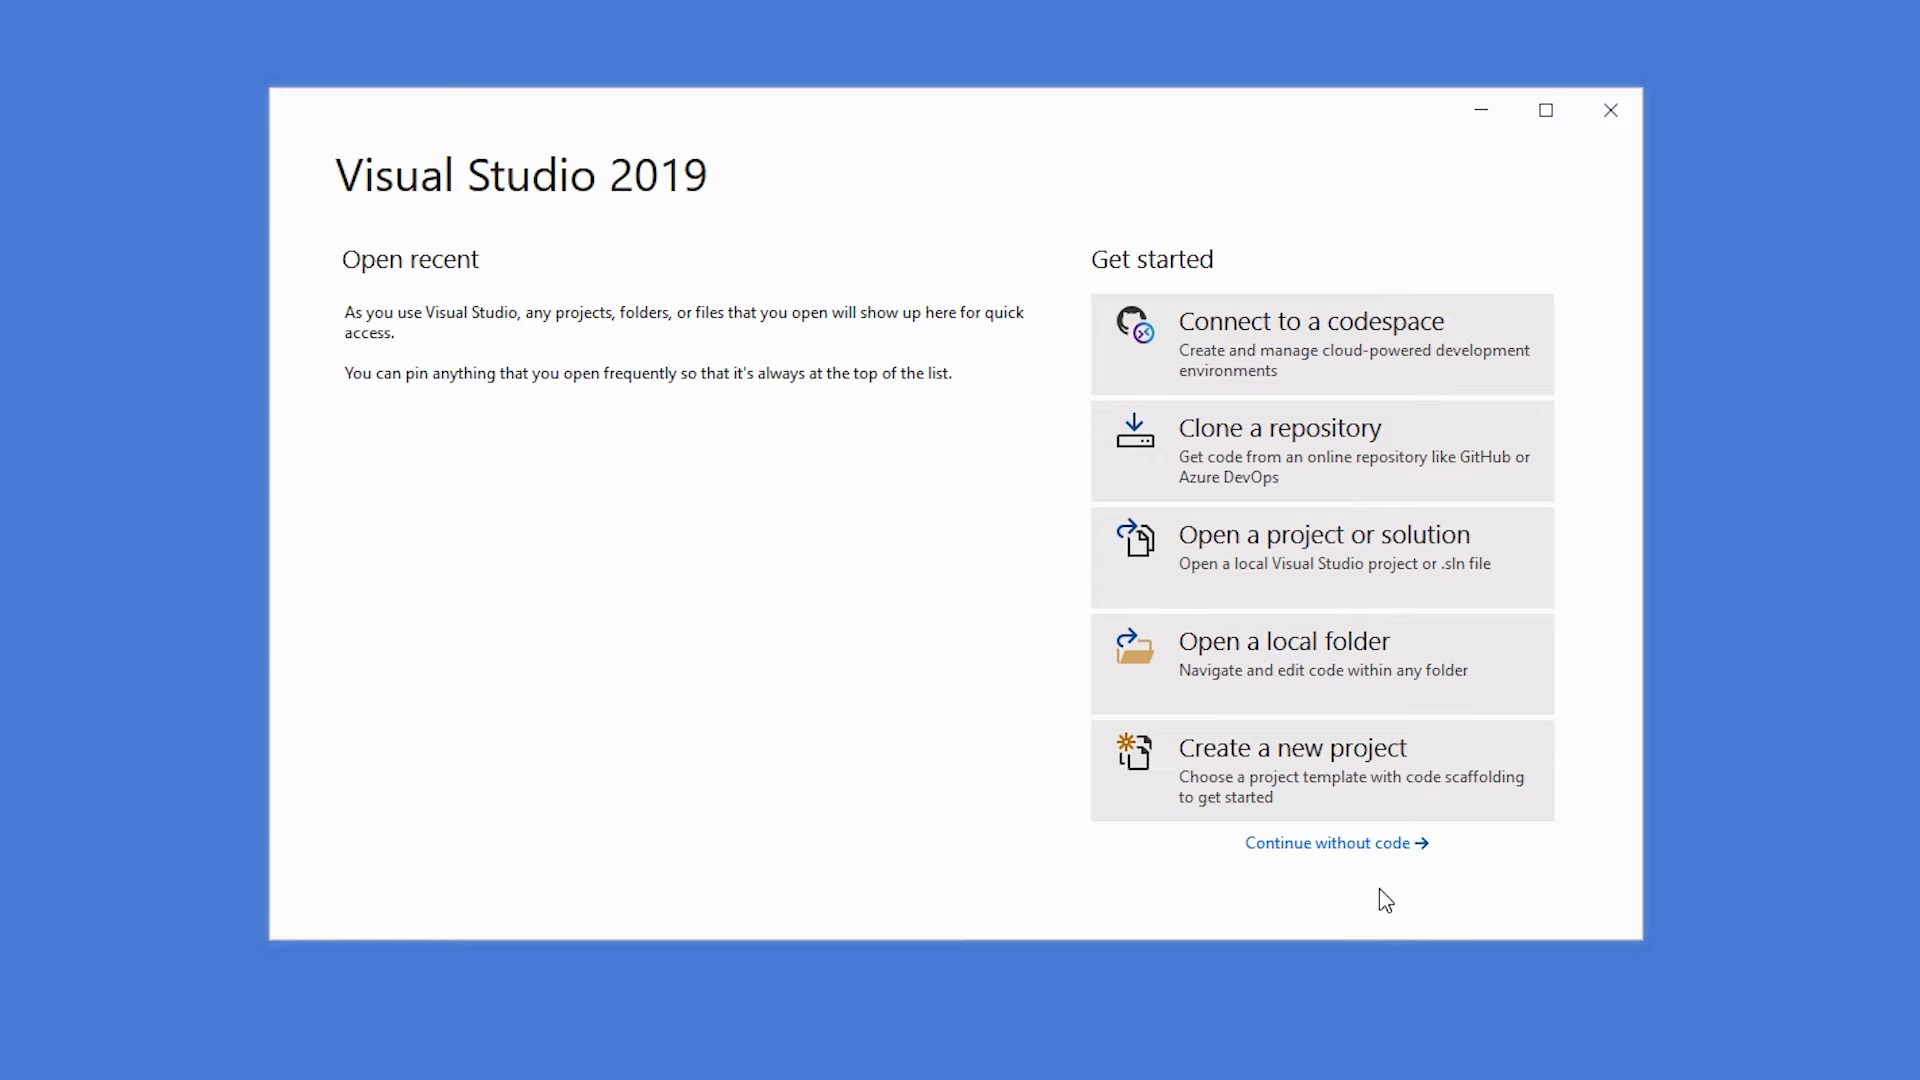 Visual Studio 2019
Open recent
As you use Visual Studio, any projects, folders, or files that you open will show up here for quick
access.
You can pin anything that you open frequently so that it's always at the top of the list.
Get started
Connect to a codespace
Create and manage cloud-powered development
environments
Clone a repository
Get code from an online repository like GitHub or
Azure DevOps
Open a project or solution
Open a local Visual Studio project or .sln file
Open a local folder
Navigate and edit code within any folder
Create a new project
Choose a project template with code scaffolding
to get started
Continue without code →